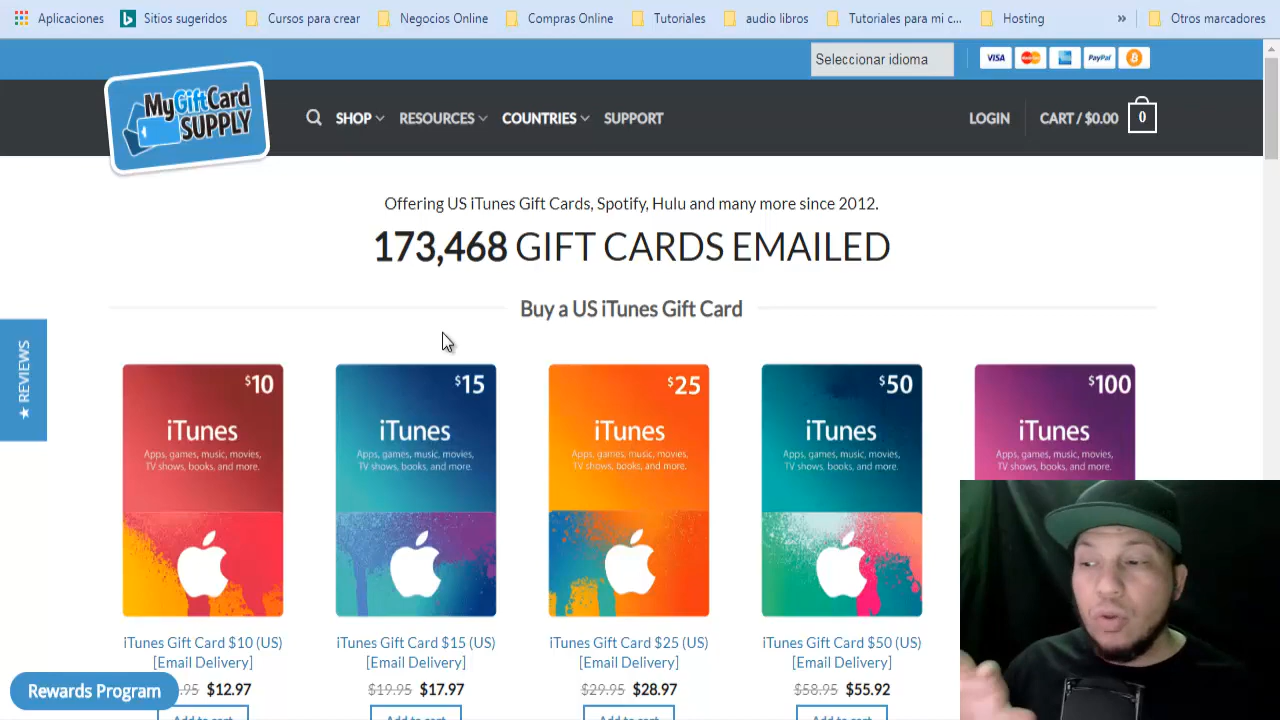 Aplicaciones Sitios sugeridos Cursos para crear Negocios Online Compras Online Tutoriales audio libros Tutoriales para mi c... Hosting » Otros marcadores
Seleccionar idioma VISA PayPal
MyGiftCard
SUPPLY
SHOP RESOURCES COUNTRIES SUPPORT LOGIN CART / $0.00 0
Offering US iTunes Gift Cards, Spotify, Hulu and many more since 2012.
173,468 GIFT CARDS EMAILED
Buy a US iTunes Gift Card
★ REVIEWS
$10
iTunes
Apps, games, music, movies,
TV shows, books, and more.
$15
iTunes
Apps, games, music, movies,
TV shows, books, and more.
$25
iTunes
Apps, games, music, movies,
TV shows, books, and more.
$50
iTunes
Apps, games, music, movies,
TV shows, books, and more.
$100
iTunes
Apps, games, music, movies,
TV shows, books, and more.
iTunes Gift Card $10 (US)
[Email Delivery]
.95 $12.97
iTunes Gift Card $15 (US)
[Email Delivery]
$19.95 $17.97
iTunes Gift Card $25 (US)
[Email Delivery]
$29.95 $28.97
iTunes Gift Card $50 (US)
[Email Delivery]
$58.95 $55.92
Rewards Program
Add to cart
Add to cart
Add to cart
Add to cart